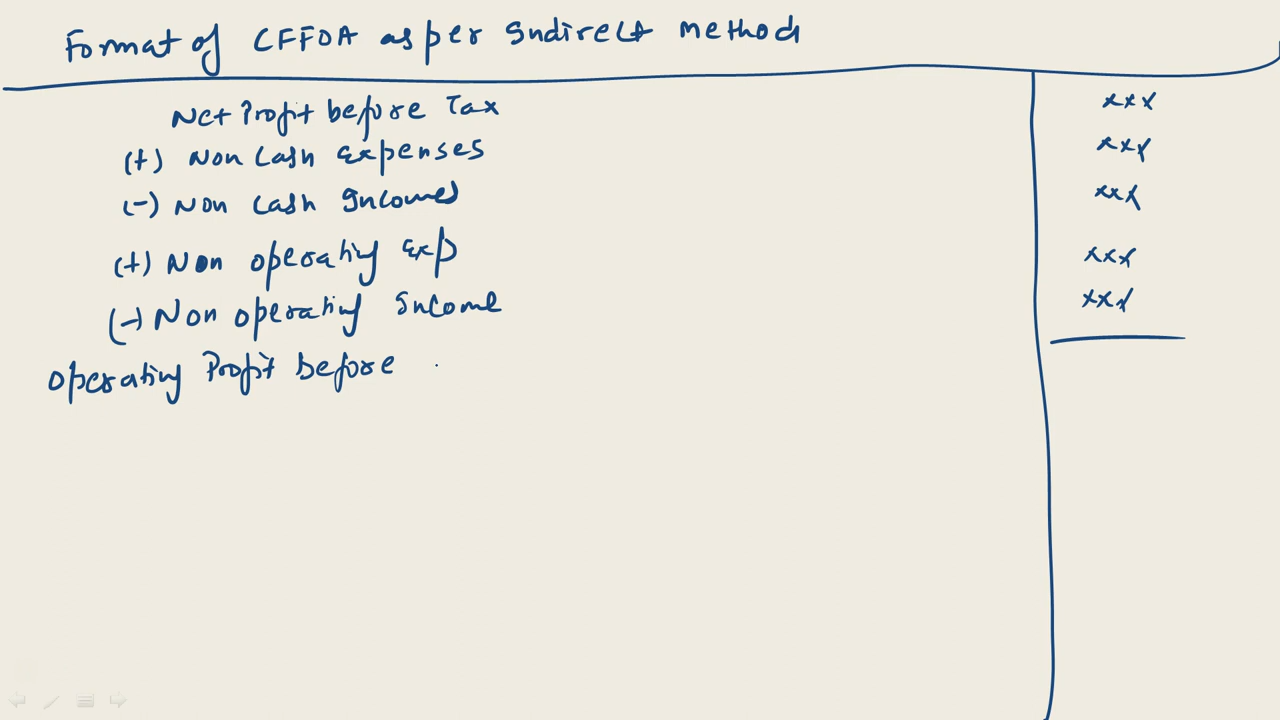 Format of CFFOA as per Indirect method
Net Profit before Tax xxx
(+) Non Cash Expenses xxx
(-) Non Cash Incomes xxx
(+) Non operating Exp xxx
(-) Non operating Income xxx
Operating Profit Before